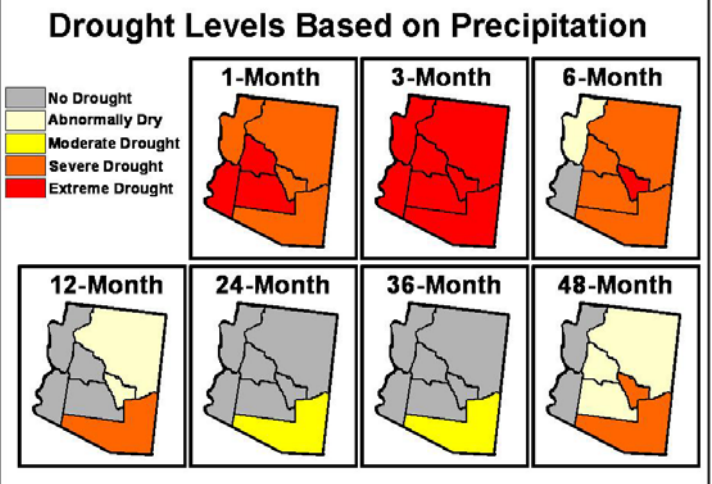 Drought Levels Based on Precipitation
1-Month
3-Month
6-Month
No Drought
Abnormally Dry
Moderate Drought
Severe Drought
Extreme Drought
12-Month
24-Month
36-Month
48-Month